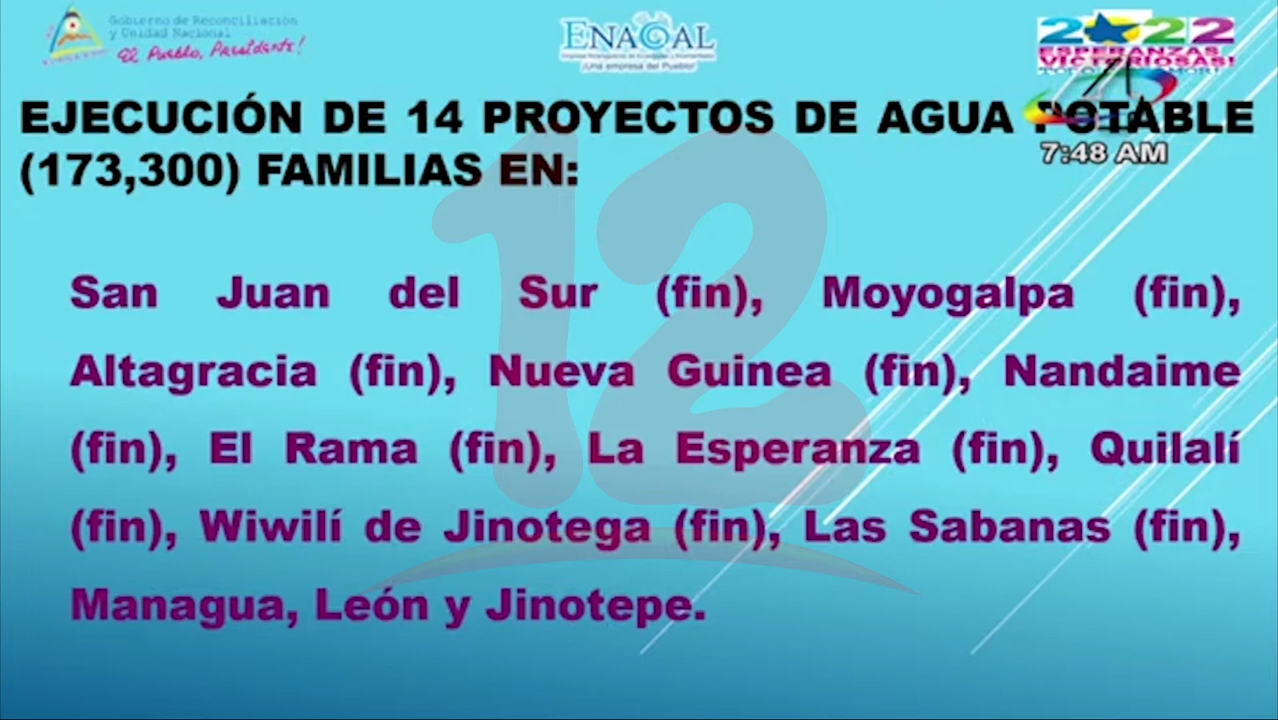 Gobierno de Reconciliación
y Unidad Nacional
El Pueblo, Presidente!
ENACAL
¡Una empresa del Pueblo!
2022
ESPERANZAS
VICTORIOSAS!
EJECUCIÓN DE 14 PROYECTOS DE AGUA POTABLE
7:48 AM
(173,300) FAMILIAS EN:
12
San Juan del Sur (fin), Moyogalpa (fin),
Altagracia (fin), Nueva Guinea (fin), Nandaime
(fin), El Rama (fin), La Esperanza (fin), Quilalí
(fin), Wiwilí de Jinotega (fin), Las Sabanas (fin),
Managua, León y Jinotepe.